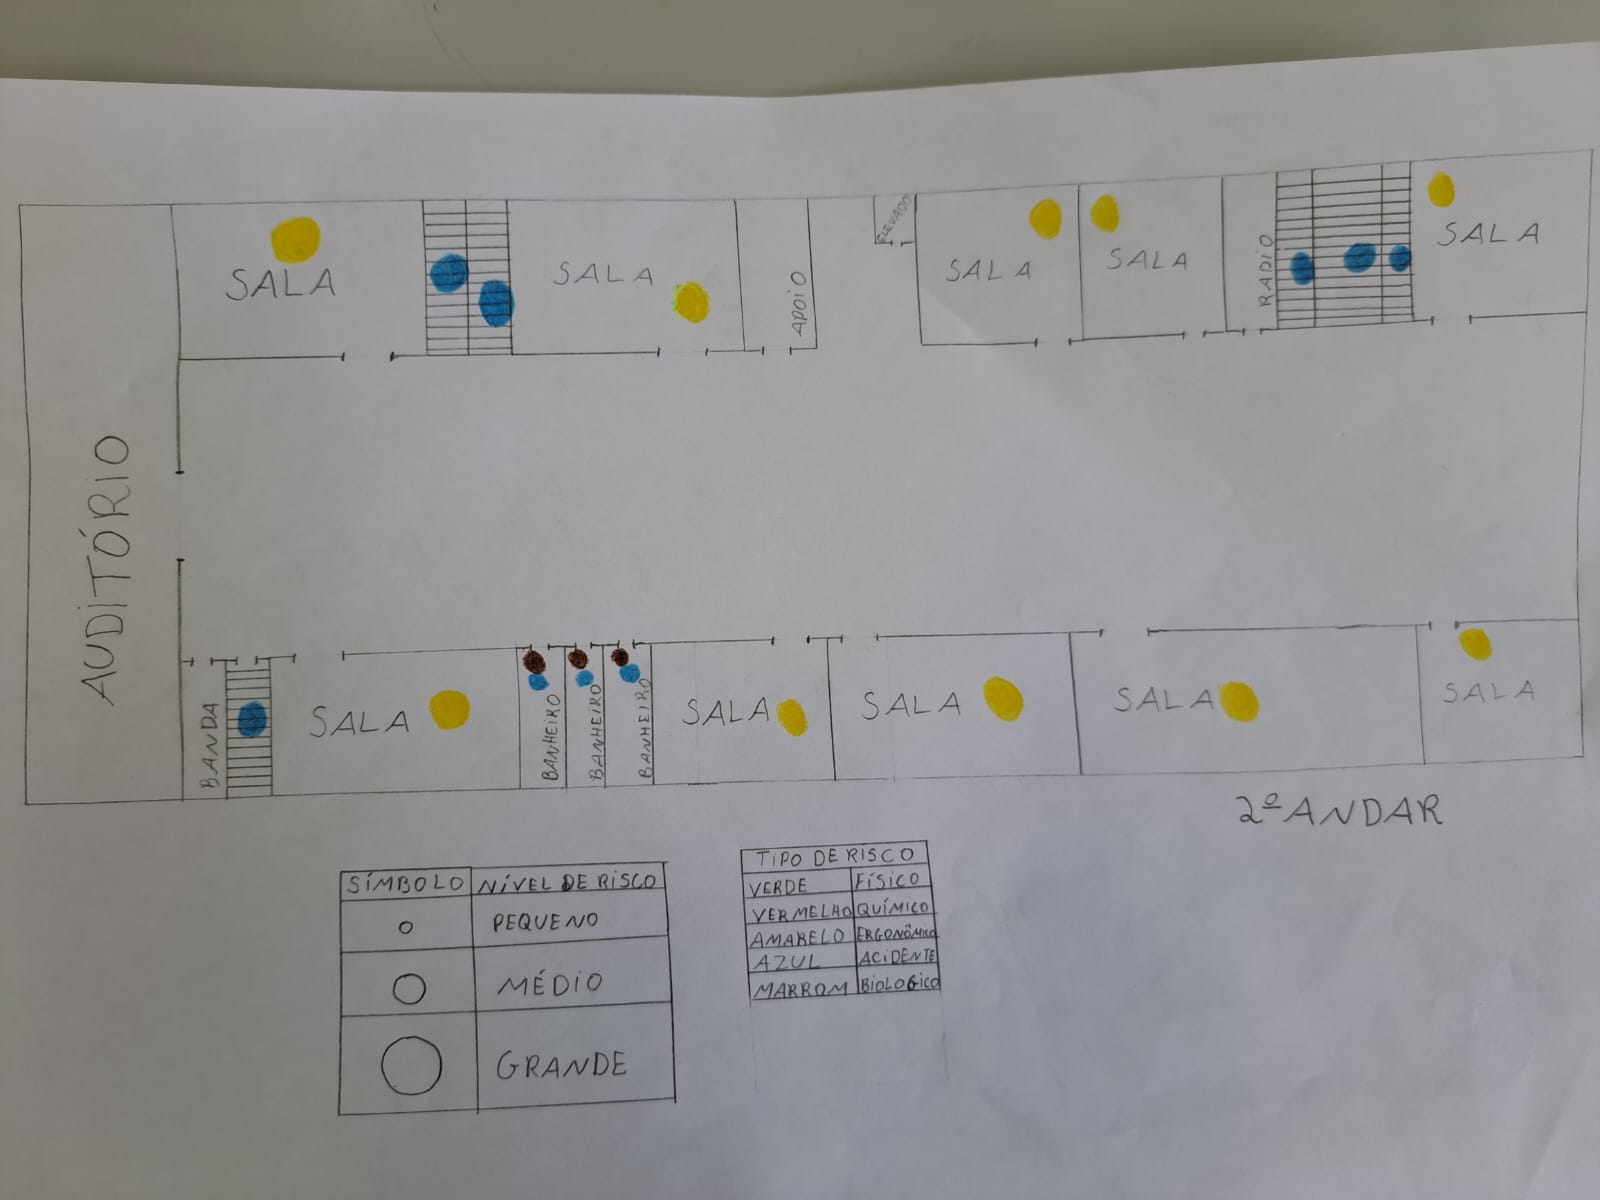 AUDITÓRIO
SALA
SALA
APOIO
ELEVADO
SALA
SALA
RADIO
SALA
BANDA
SALA
BANHEIRO
BANHEIRO
BANHEIRO
SALA
SALA
SALA
SALA
2º ANDAR
SÍMBOLO NÍVEL DE RISCO
PEQUENO
MÉDIO
GRANDE
TIPO DE RISCO
VERDE FÍSICO
VERMELHO QUÍMICO
AMARELO ERGONÔMICO
AZUL ACIDENTE
MARROM BIOLOGICO